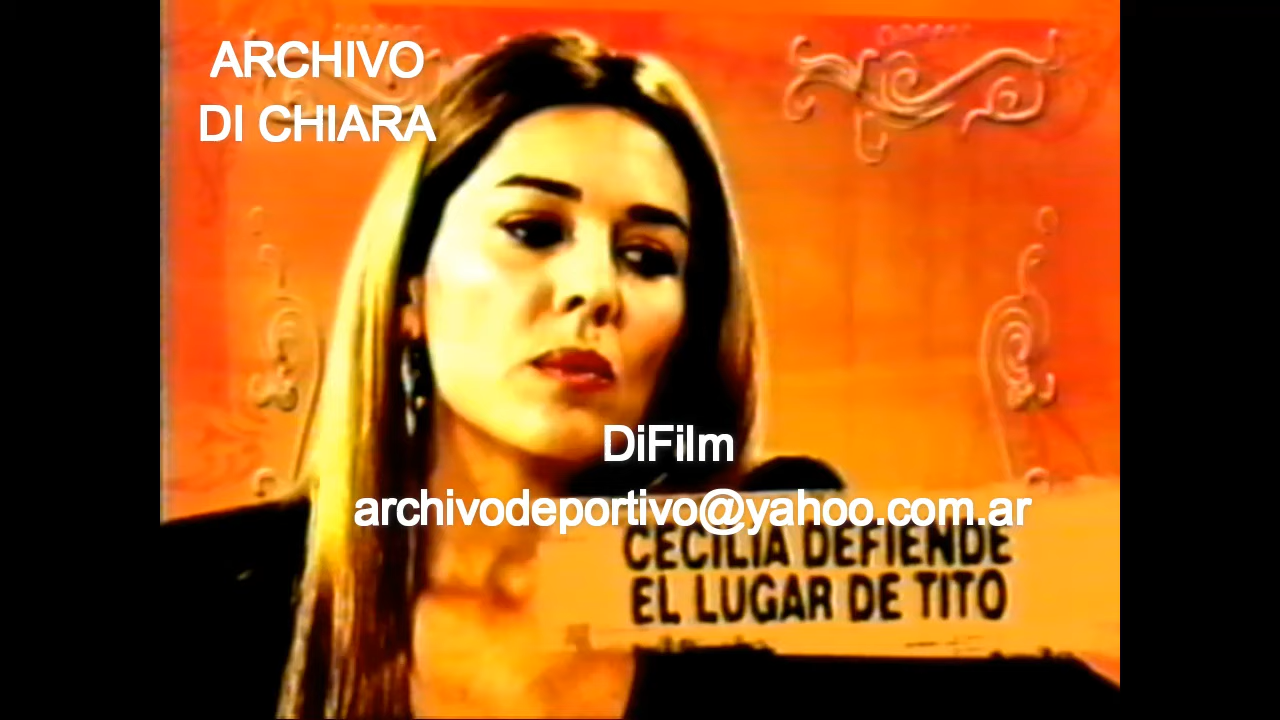 ARCHIVO
DI CHIARA
DiFilm
archivodeportivo@yahoo.com.ar
CECILIA DEFIENDE
EL LUGAR DE TITO